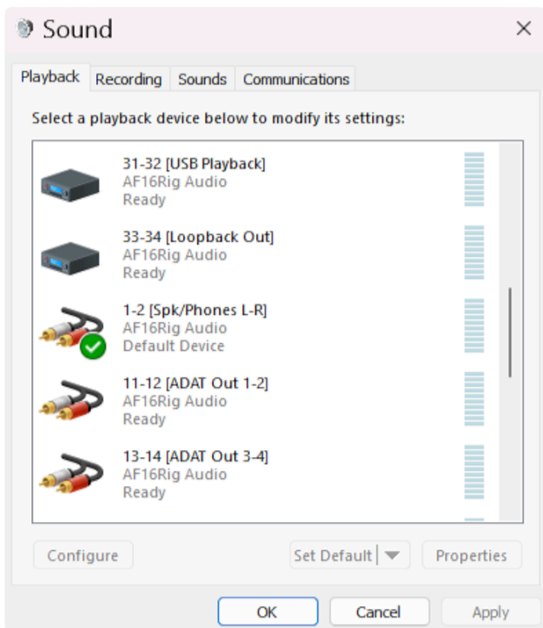 Sound
Playback
Recording
Sounds
Communications
Select a playback device below to modify its settings:
31-32 [USB Playback]
AF16Rig Audio
Ready
33-34 [Loopback Out]
AF16Rig Audio
Ready
1-2 [Spk/Phones L-R]
AF16Rig Audio
Default Device
11-12 [ADAT Out 1-2]
AF16Rig Audio
Ready
13-14 [ADAT Out 3-4]
AF16Rig Audio
Ready
Configure
Set Default
Properties
OK
Cancel
Apply